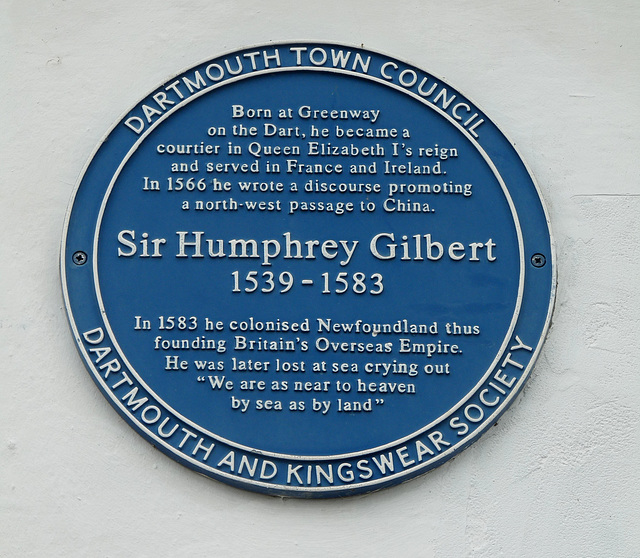 DARTMOUTH TOWN COUNCIL
Born at Greenway
on the Dart, he became a
courtier in Queen Elizabeth I's reign
and served in France and Ireland.
In 1566 he wrote a discourse promoting
a north-west passage to China.
Sir Humphrey Gilbert
1539 - 1583
In 1583 he colonised Newfoundland thus
founding Britain's Overseas Empire.
He was later lost at sea crying out
"We are as near to heaven
by sea as by land"
DARTMOUTH AND KINGSWEAR SOCIETY